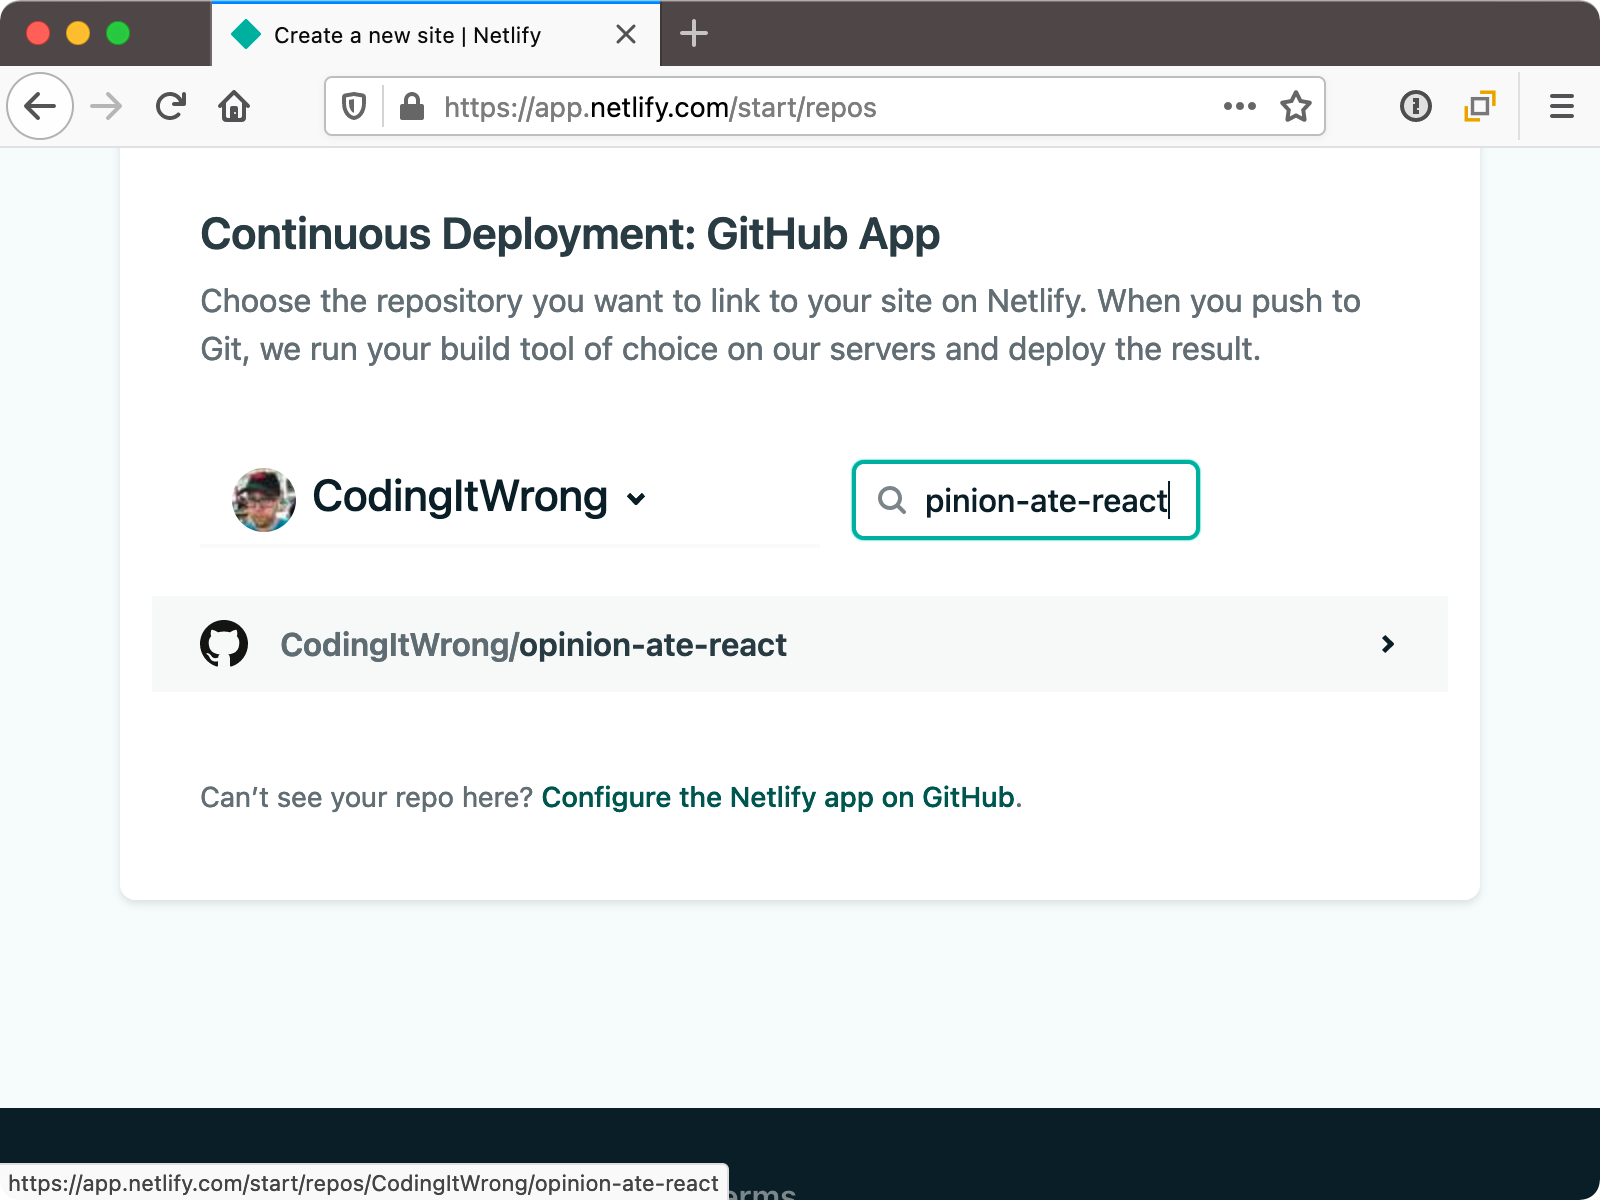 Create a new site | Netlify
https://app.netlify.com/start/repos
Continuous Deployment: GitHub App
Choose the repository you want to link to your site on Netlify. When you push to
Git, we run your build tool of choice on our servers and deploy the result.
CodingItWrong
pinion-ate-react
CodingItWrong/opinion-ate-react
Can’t see your repo here? Configure the Netlify app on GitHub.
https://app.netlify.com/start/repos/CodingItWrong/opinion-ate-react